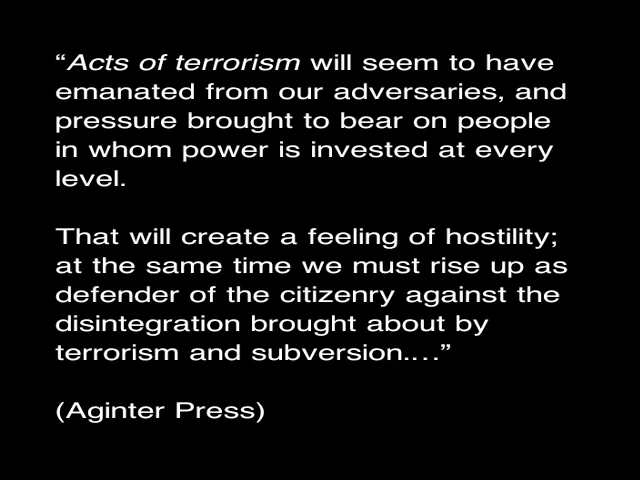 “Acts of terrorism will seem to have
emanated from our adversaries, and
pressure brought to bear on people
in whom power is invested at every
level.
That will create a feeling of hostility;
at the same time we must rise up as
defender of the citizenry against the
disintegration brought about by
terrorism and subversion....”
(Aginter Press)